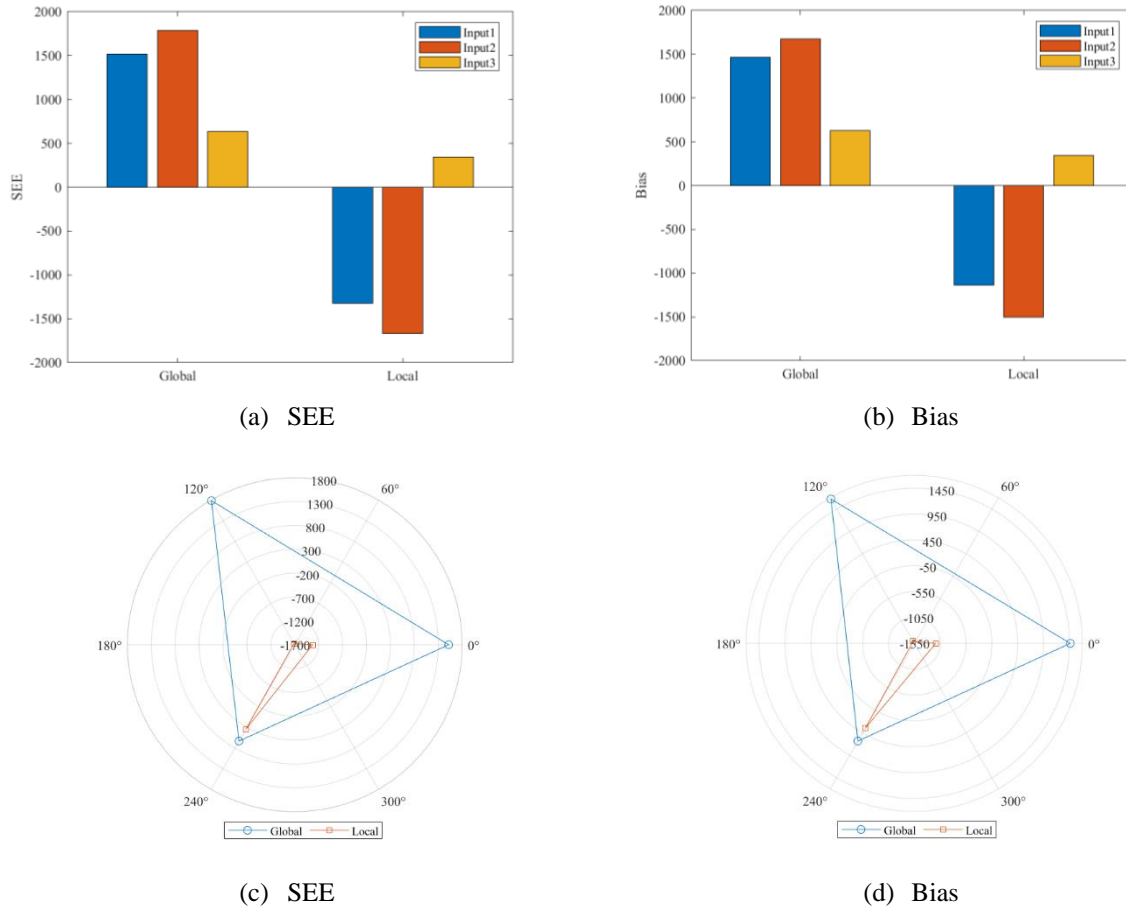 2000
1500
1000
500
0
-500
-1000
-1500
-2000
SEE
Global
Local
Input1
Input2
Input3
(a) SEE
2000
1500
1000
500
0
-500
-1000
-1500
-2000
Bias
Global
Local
Input1
Input2
Input3
(b) Bias
120°
60°
1800
1300
800
300
-200
-700
-1200
-1700
180°
0°
240°
300°
Global
Local
(c) SEE
120°
60°
1450
950
450
-50
-550
-1050
-1550
180°
0°
240°
300°
Global
Local
(d) Bias